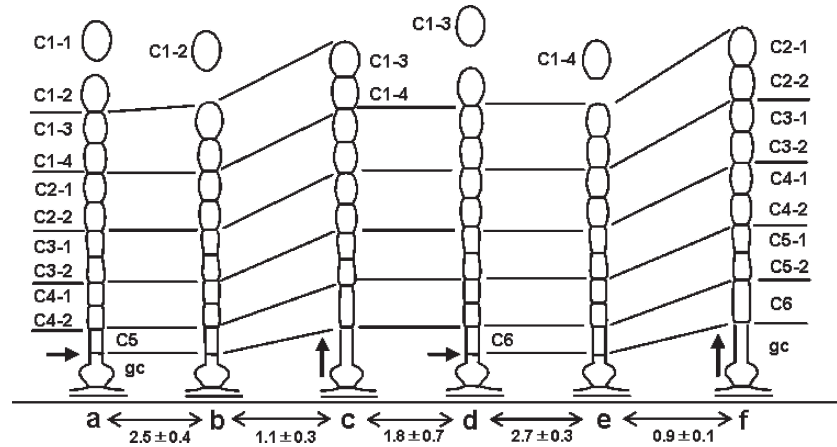 C1-1
C1-2
C1-3
C1-4
C2-1
C2-2
C3-1
C3-2
C4-1
C4-2
C5
gc
C1-2
C1-3
C1-4
C1-3
C6
C1-4
C2-1
C2-2
C3-1
C3-2
C4-1
C4-2
C5-1
C5-2
C6
gc
a b c d e f
2.5 ± 0.4 1.1 ± 0.3 1.8 ± 0.7 2.7 ± 0.3 0.9 ± 0.1